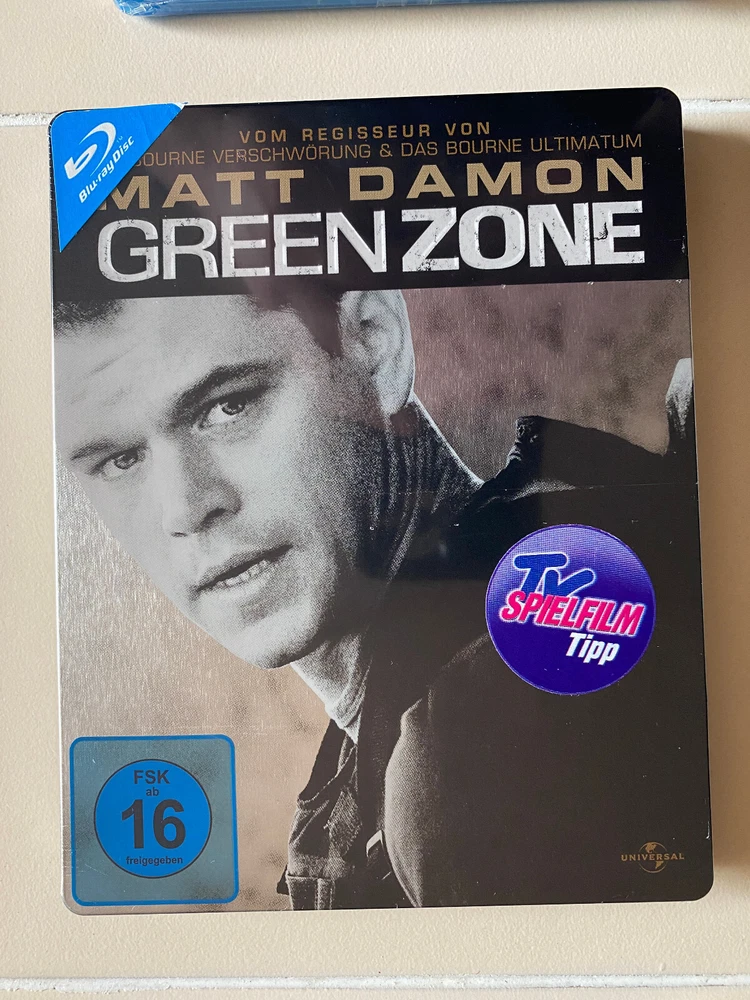 Blu-ray Disc
VOM REGISSEUR VON
BOURNE VERSCHWÖRUNG & DAS BOURNE ULTIMATUM
MATT DAMON
GREEN ZONE
TV
SPIELFILM
Tipp
FSK
ab
16
freigegeben
UNIVERSAL